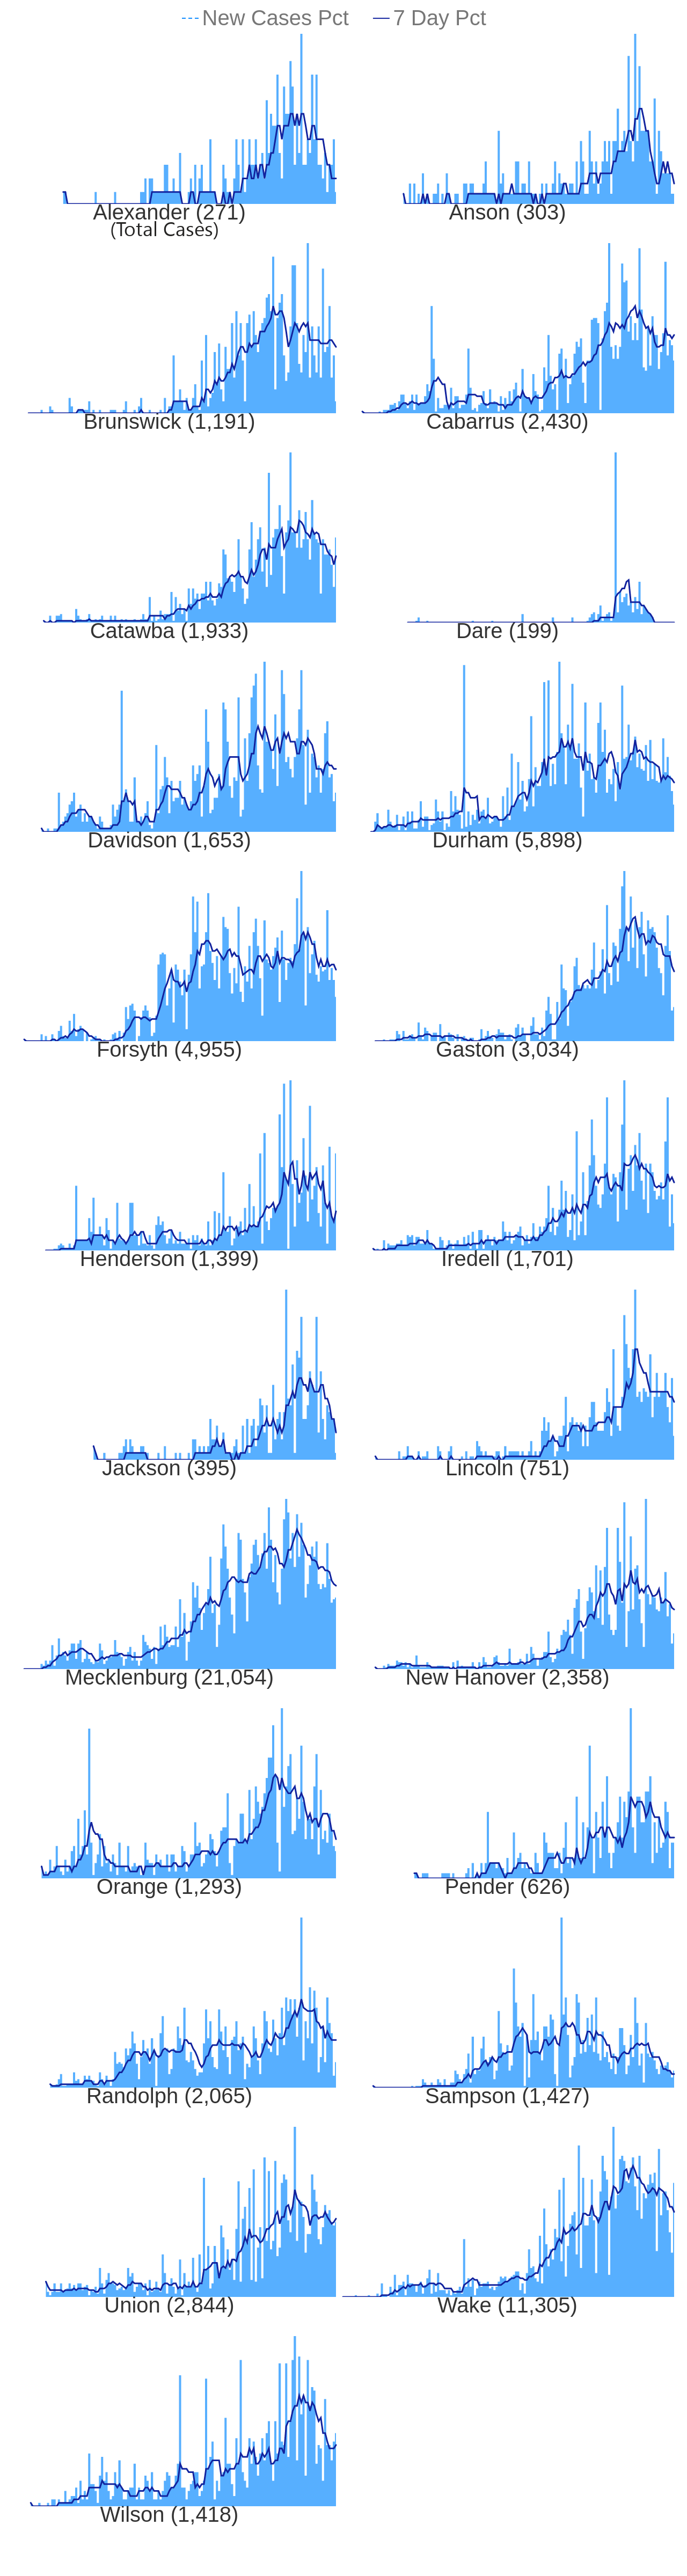 New Cases Pct 7 Day Pct
Alexander (271) Anson (303)
(Total Cases)
Brunswick (1,191) Cabarrus (2,430)
Catawba (1,933) Dare (199)
Davidson (1,653) Durham (5,898)
Forsyth (4,955) Gaston (3,034)
Henderson (1,399) Iredell (1,701)
Jackson (395) Lincoln (751)
Mecklenburg (21,054) New Hanover (2,358)
Orange (1,293) Pender (626)
Randolph (2,065) Sampson (1,427)
Union (2,844) Wake (11,305)
Wilson (1,418)